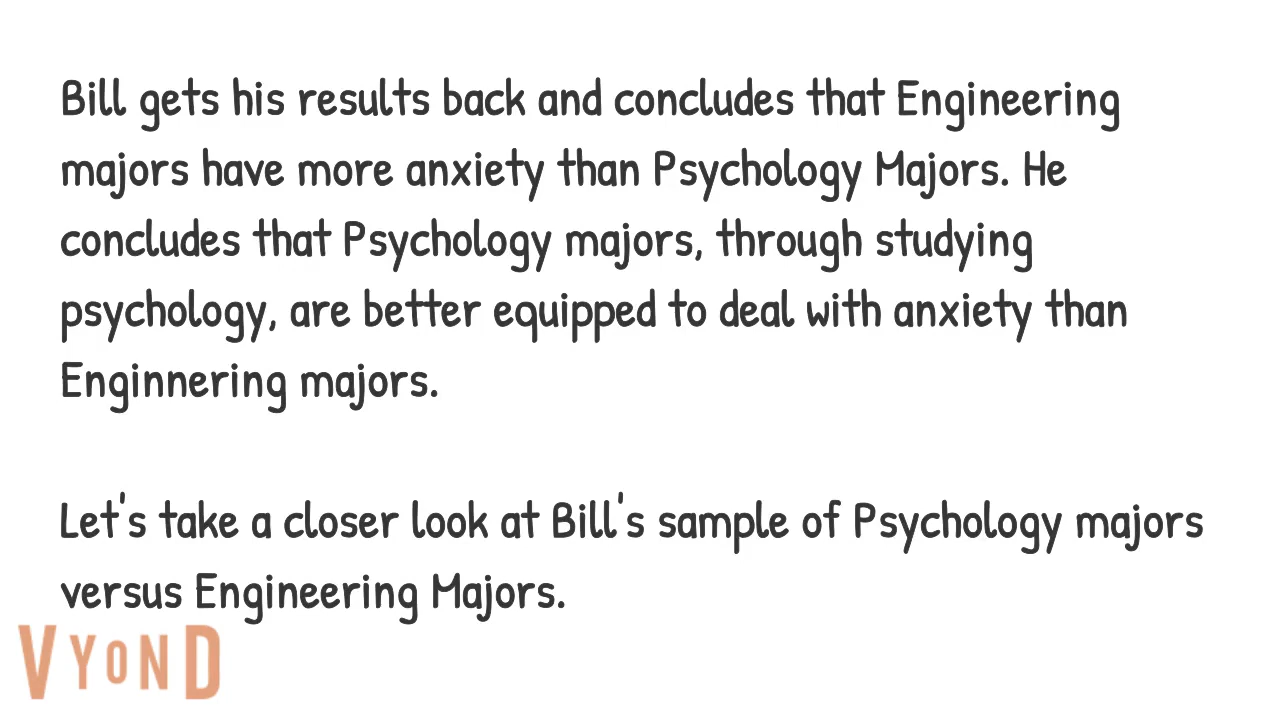 Bill gets his results back and concludes that Engineering
majors have more anxiety than Psychology Majors. He
concludes that Psychology majors, through studying
psychology, are better equipped to deal with anxiety than
Enginnering majors.
Let's take a closer look at Bill's sample of Psychology majors
versus Engineering Majors.
VYOND